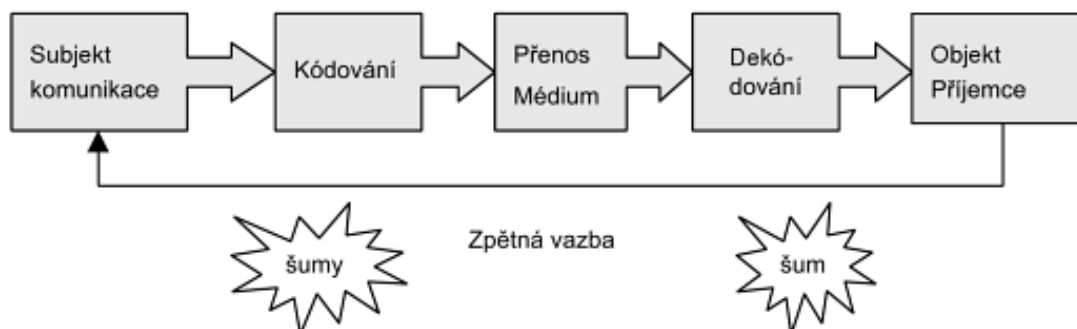 Subjekt
komunikace
Kódování
Přenos
Médium
Dekó-
dování
Objekt
Příjemce
Zpětná vazba
šumy
šum